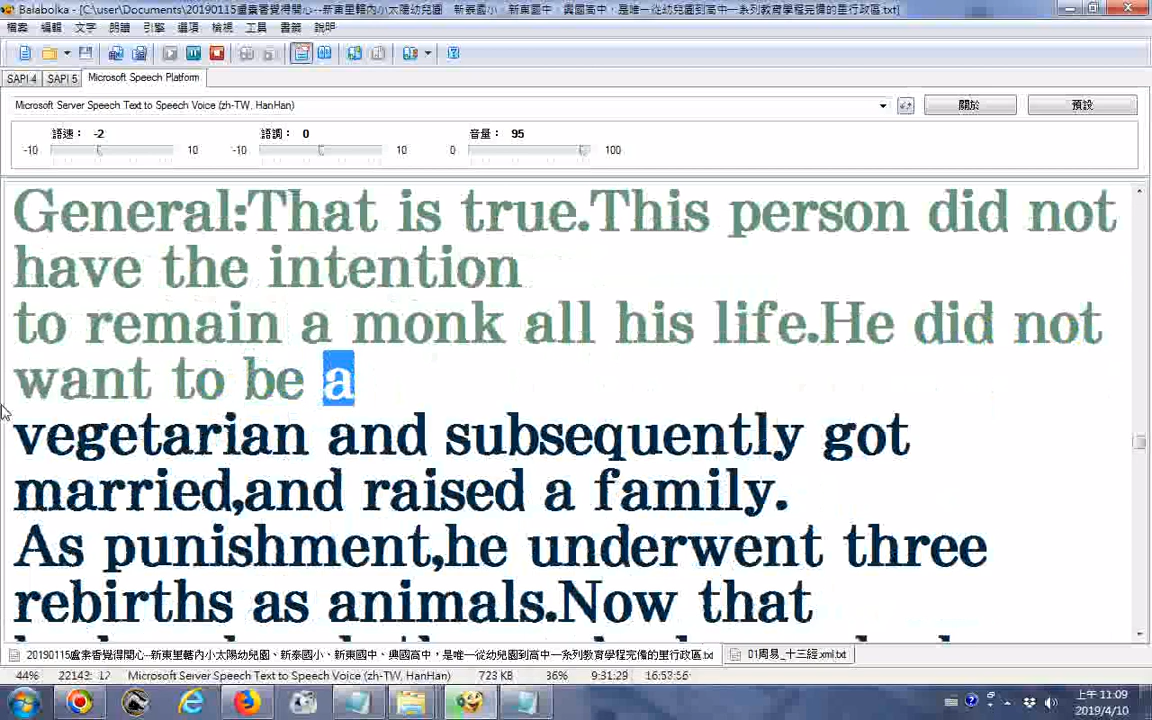 Balabolka - [C:\user\Documents\20190115盧棻香覺得開心--新東里轄內小太陽幼兒園　新泰國小、新東國中、興國高中，是唯一從幼兒園到高中一系列教育學程完備的里行政區.txt]
檔案 編輯 文字 朗讀 引擎 選項 檢視 工具 書籤 說明
SAPI 4 SAPI 5 Microsoft Speech Platform
Microsoft Server Speech Text to Speech Voice (zh-TW, HanHan) 關於 預設
語速： -2 語調： 0 音量： 95
-10 10 -10 10 0 100
General:That is true.This person did not
have the intention
to remain a monk all his life.He did not
want to be a
vegetarian and subsequently got
married,and raised a family.
As punishment,he underwent three
rebirths as animals.Now that
20190115盧棻香覺得開心--新東里轄內小太陽幼兒園、新泰國小、新東國中、興國高中，是唯一從幼兒園到高中一系列教育學程完備的里行政區.txt 01周易_十三經.xml.txt
44% 22143: 12 Microsoft Server Speech Text to Speech Voice (zh-TW, HanHan) 723 KB 36% 9:31:29 16:53:56
上午 11:09
2019/4/10